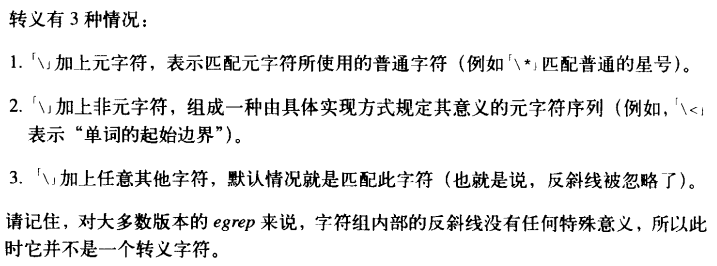 转义有 3 种情况：
1.「\」加上元字符，表示匹配元字符所使用的普通字符（例如「\*」匹配普通的星号）。
2.「\」加上非元字符，组成一种由具体实现方式规定其意义的元字符序列（例如，「\<」
表示“单词的起始边界”）。
3.「\」加上任意其他字符，默认情况就是匹配此字符（也就是说，反斜线被忽略了）。
请记住，对大多数版本的 egrep 来说，字符组内部的反斜线没有任何特殊意义，所以此
时它并不是一个转义字符。